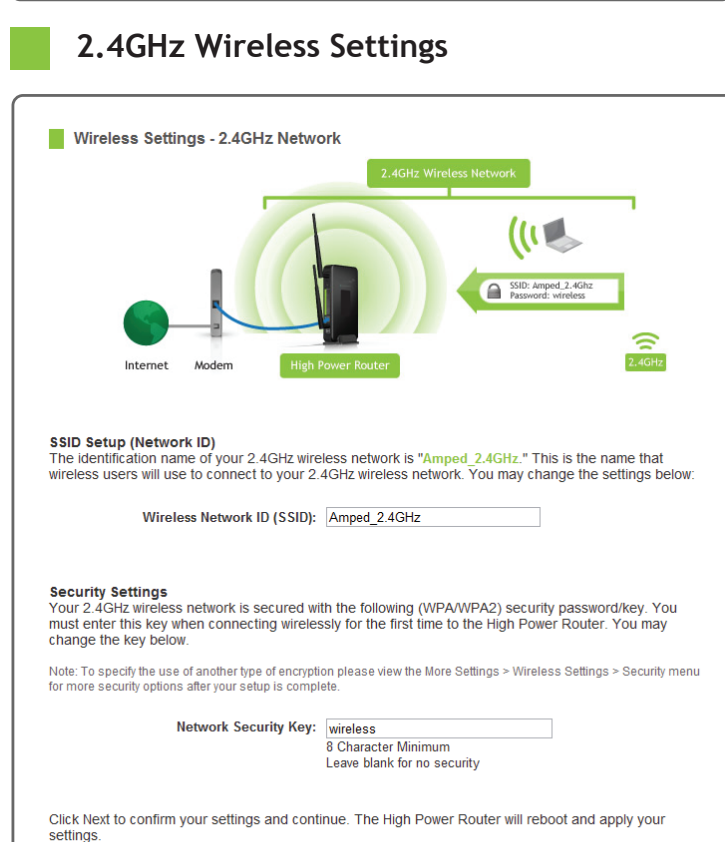 2.4GHz Wireless Settings
Wireless Settings - 2.4GHz Network
2.4GHz Wireless Network
SSID: Amped_2.4Ghz
Password: wireless
Internet
Modem
High Power Router
2.4GHz
SSID Setup (Network ID)
The identification name of your 2.4GHz wireless network is "Amped_2.4GHz." This is the name that
wireless users will use to connect to your 2.4GHz wireless network. You may change the settings below:
Wireless Network ID (SSID): Amped_2.4GHz
Security Settings
Your 2.4GHz wireless network is secured with the following (WPA/WPA2) security password/key. You
must enter this key when connecting wirelessly for the first time to the High Power Router. You may
change the key below.
Note: To specify the use of another type of encryption please view the More Settings > Wireless Settings > Security menu
for more security options after your setup is complete.
Network Security Key: wireless
8 Character Minimum
Leave blank for no security
Click Next to confirm your settings and continue. The High Power Router will reboot and apply your
settings.